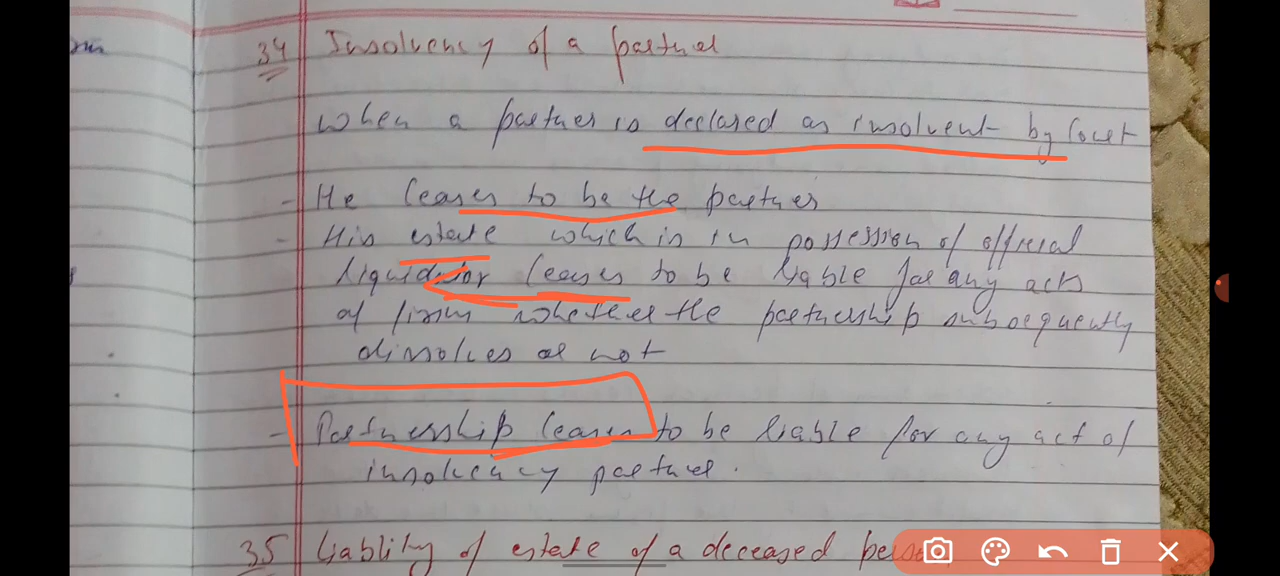 34 Insolvency of a partner
When a partner is declared as insolvent by Court
- He Ceases to be the partner
- His estate which is in possession of official
liquidator Ceases to be liable for any acts
of firm whether the partnership subsequently
dissolves or not
- Partnership Ceases to be liable for any act of
insolvency partner.
35 Liablity of estate of a deceased